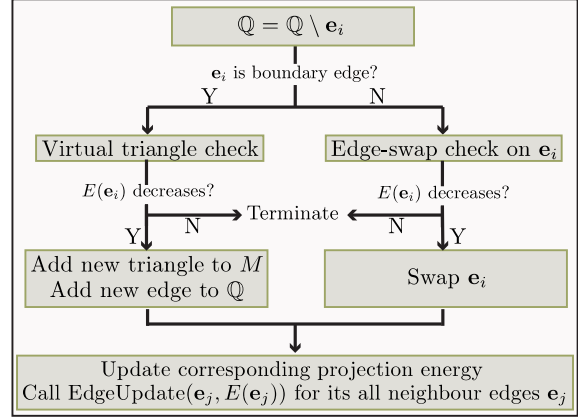 ℚ = ℚ \ e_i
e_i is boundary edge?
Y N
Virtual triangle check
Edge-swap check on e_i
E(e_i) decreases?
E(e_i) decreases?
Terminate
N N
Y Y
Add new triangle to M
Add new edge to ℚ
Swap e_i
Update corresponding projection energy
Call EdgeUpdate(e_j, E(e_j)) for its all neighbour edges e_j